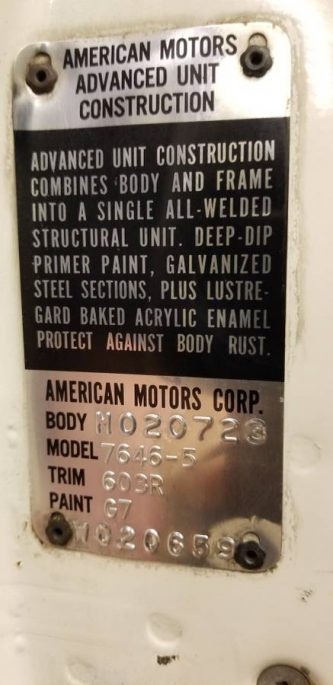 AMERICAN MOTORS
ADVANCED UNIT
CONSTRUCTION
ADVANCED UNIT CONSTRUCTION
COMBINES BODY AND FRAME
INTO A SINGLE ALL-WELDED
STRUCTURAL UNIT. DEEP-DIP
PRIMER PAINT, GALVANIZED
STEEL SECTIONS, PLUS LUSTRE-
GARD BAKED ACRYLIC ENAMEL
PROTECT AGAINST BODY RUST.
AMERICAN MOTORS CORP.
BODY M020723
MODEL 7646-5
TRIM 603R
PAINT G7
M020659